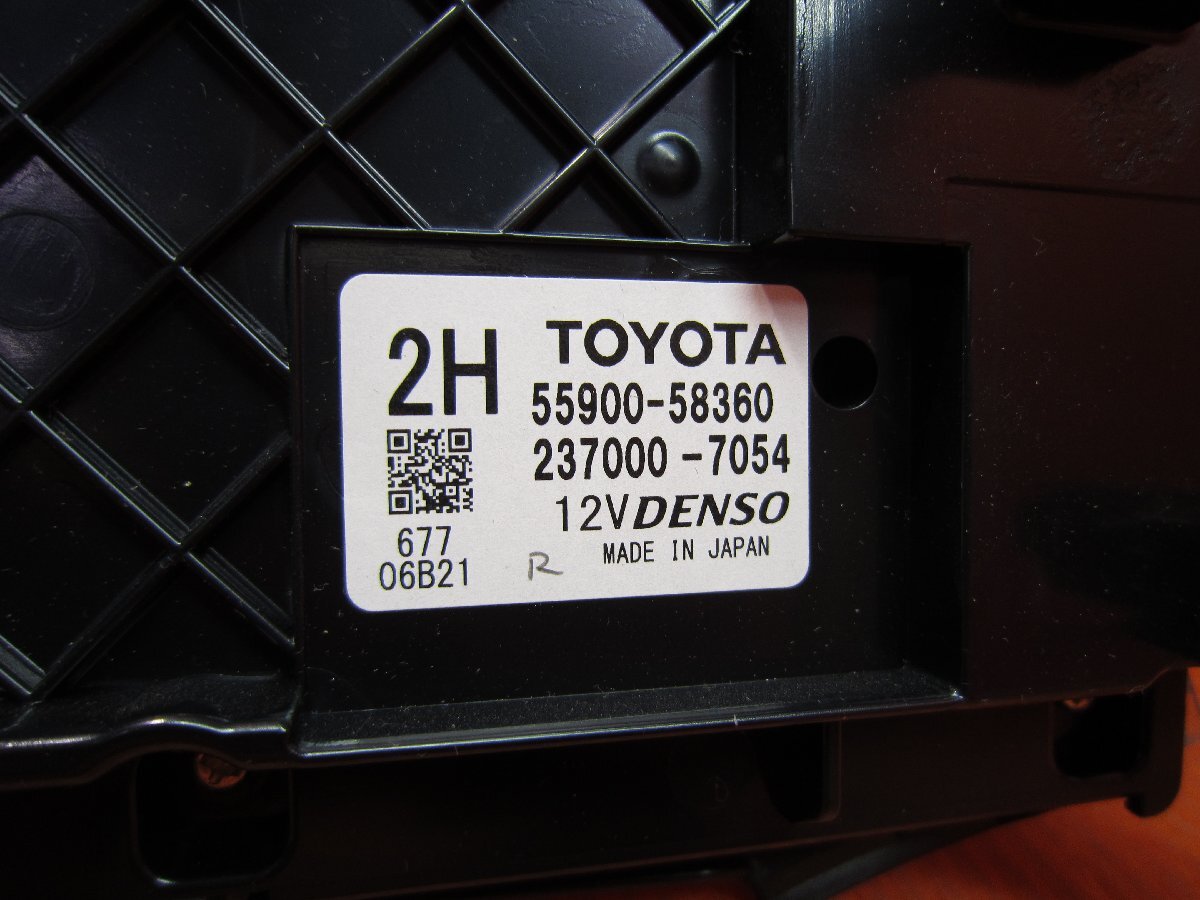 2H
TOYOTA
55900-58360
237000-7054
12V DENSO
MADE IN JAPAN
677
06B21
R